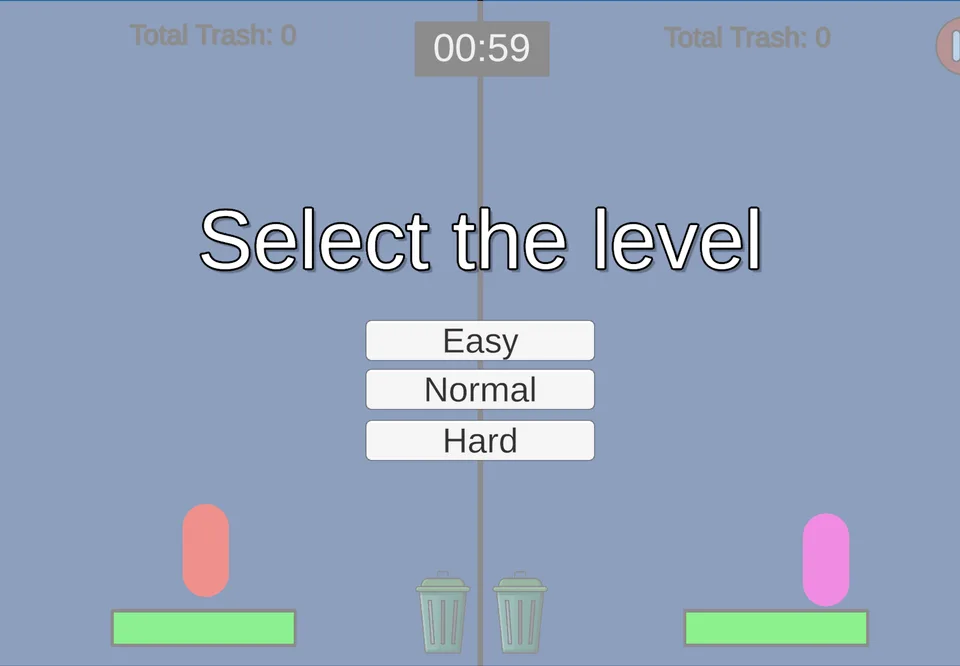 Total Trash: 0
00:59
Total Trash: 0
Select the level
Easy
Normal
Hard